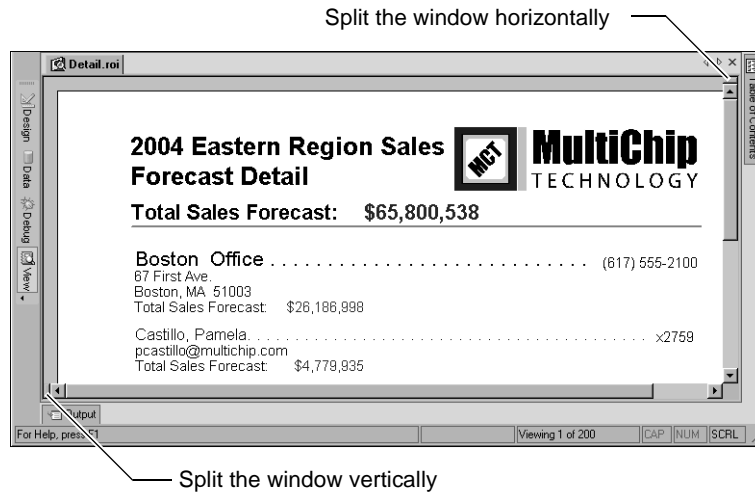 Split the window horizontally
Detail.roi
Table of Contents
Design
Data
Debug
View
2004 Eastern Region Sales
Forecast Detail
MCT
MultiChip
TECHNOLOGY
Total Sales Forecast: $65,800,538
Boston Office . . . . . . . . . . . . . . . . . . . . . . . . . . . . . (617) 555-2100
67 First Ave.
Boston, MA 51003
Total Sales Forecast: $26,186,998
Castillo, Pamela. . . . . . . . . . . . . . . . . . . . . . . . . . . . . . . . . . . . . . . . . . . . . x2759
pcastillo@multichip.com
Total Sales Forecast: $4,779,935
Output
For Help, press F1
Viewing 1 of 200
CAP NUM SCRL
Split the window vertically